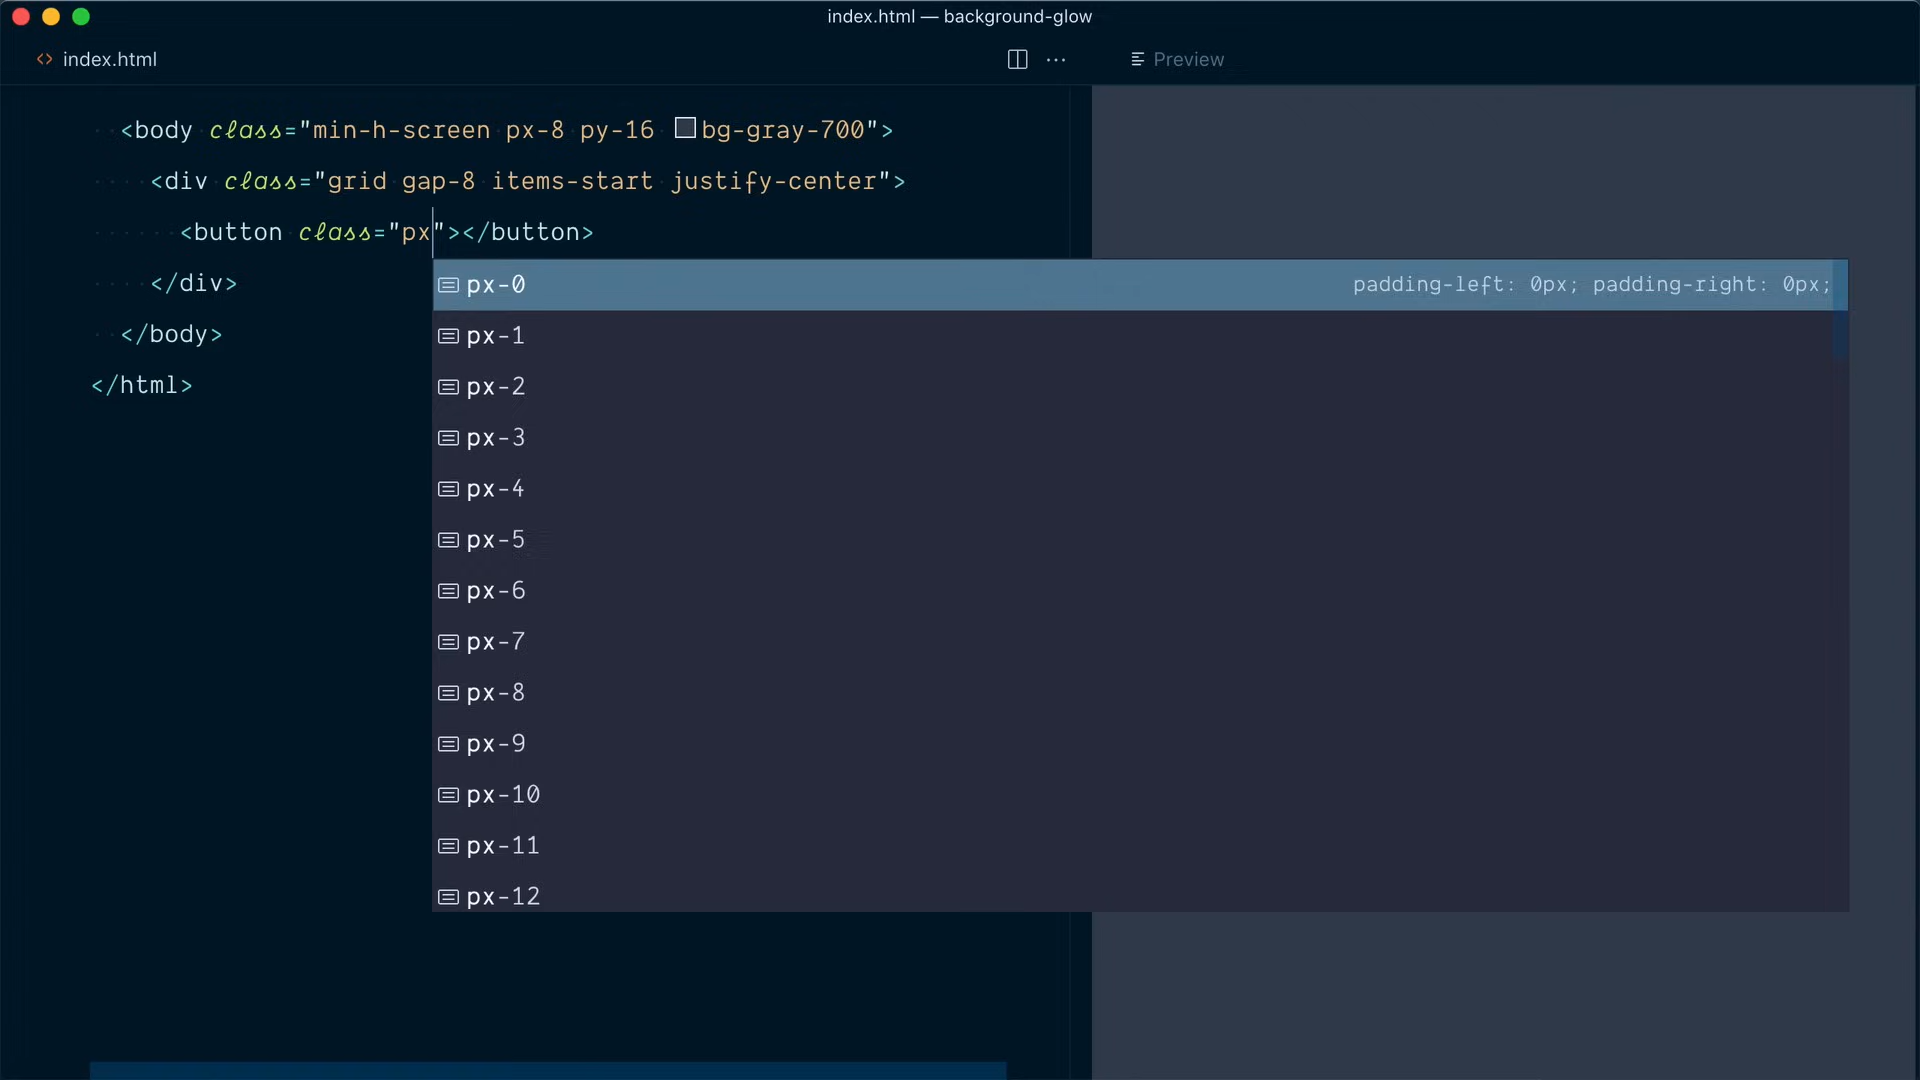 index.html — background-glow
<> index.html
Preview
<body class="min-h-screen px-8 py-16 bg-gray-700">
<div class="grid gap-8 items-start justify-center">
<button class="px"></button>
</div>
</body>
</html>
px-0 padding-left: 0px; padding-right: 0px;
px-1
px-2
px-3
px-4
px-5
px-6
px-7
px-8
px-9
px-10
px-11
px-12